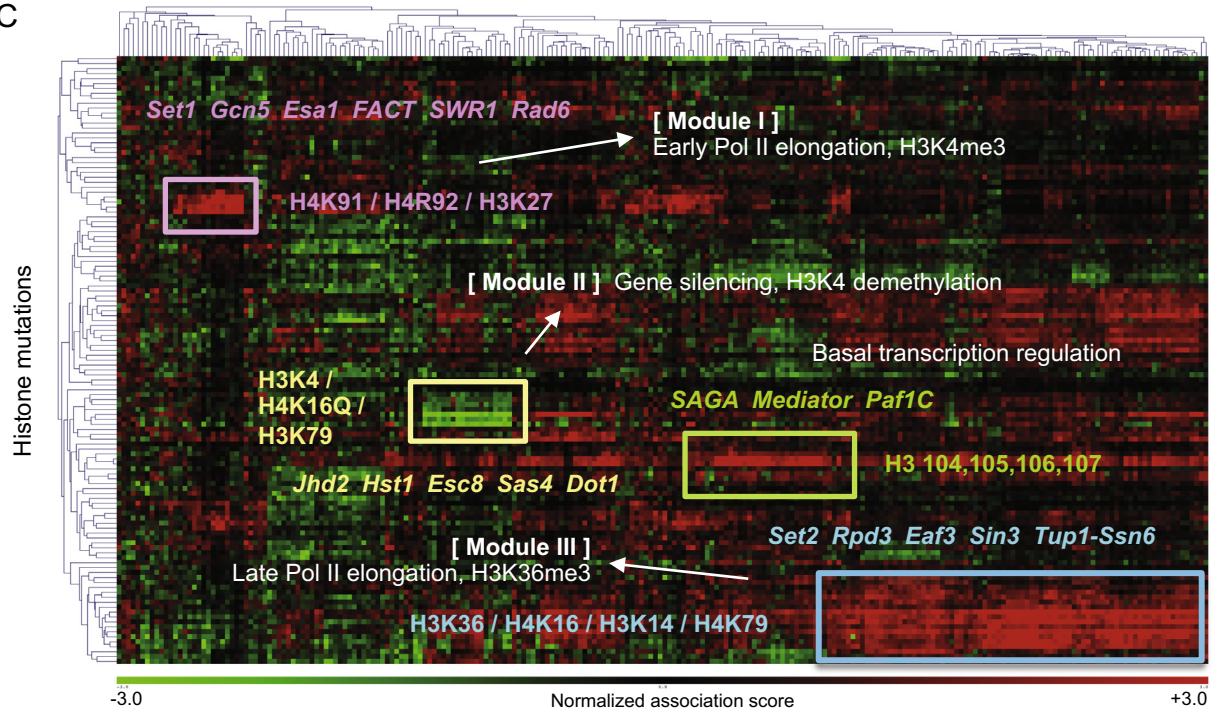 C
Set1 Gcn5 Esa1 FACT SWR1 Rad6
[ Module I ]
Early Pol II elongation, H3K4me3
H4K91 / H4R92 / H3K27
[ Module II ] Gene silencing, H3K4 demethylation
Histone mutations
Basal transcription regulation
H3K4 /
H4K16Q /
H3K79
SAGA Mediator Paf1C
H3 104,105,106,107
Jhd2 Hst1 Esc8 Sas4 Dot1
Set2 Rpd3 Eaf3 Sin3 Tup1-Ssn6
[ Module III ]
Late Pol II elongation, H3K36me3
H3K36 / H4K16 / H3K14 / H4K79
-3.0
Normalized association score
+3.0